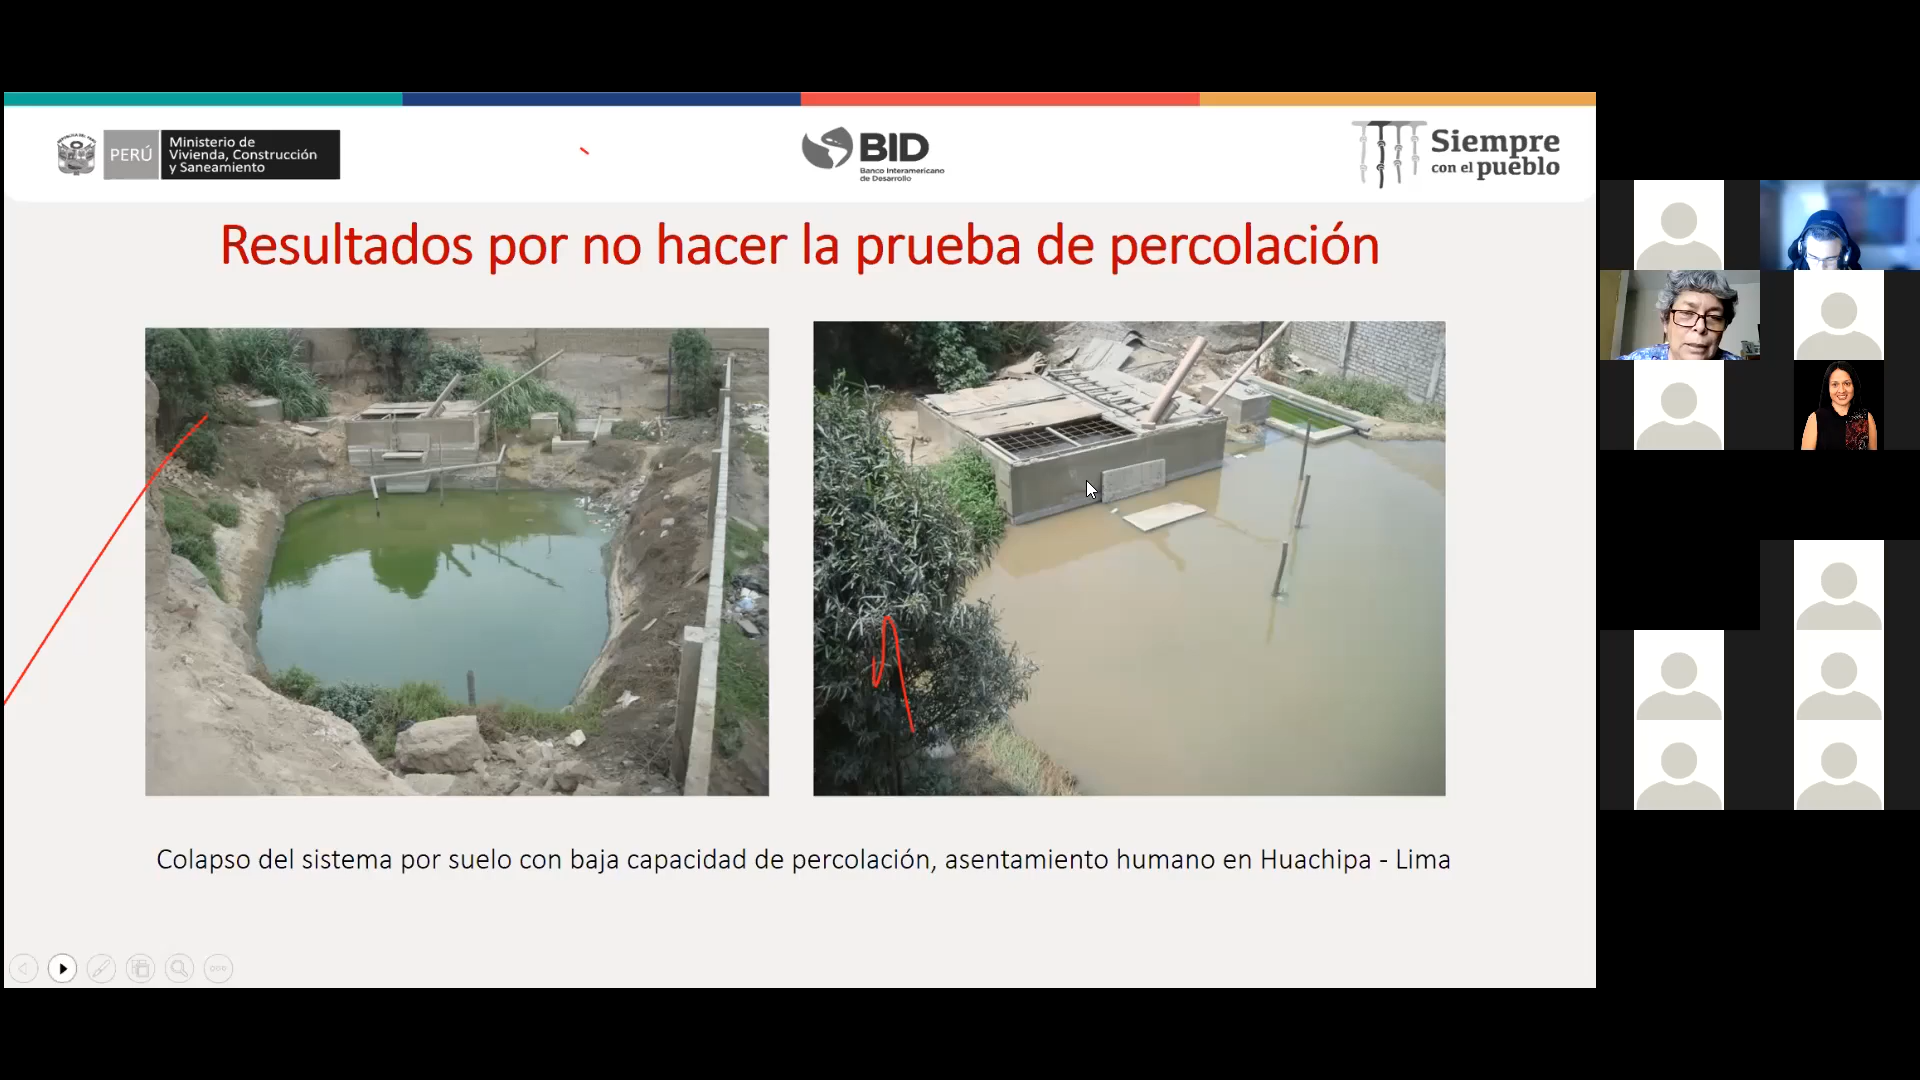 PERÚ
Ministerio de
Vivienda, Construcción
y Saneamiento
BID
Banco Interamericano
de Desarrollo
Siempre
con el pueblo
Resultados por no hacer la prueba de percolación
Colapso del sistema por suelo con baja capacidad de percolación, asentamiento humano en Huachipa - Lima